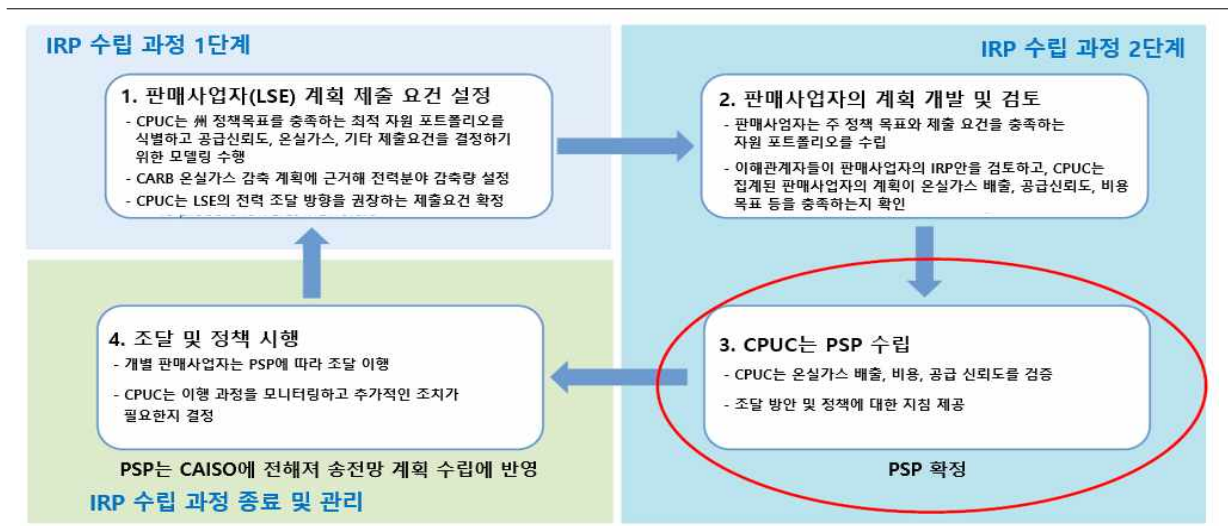 IRP 수립 과정 1단계
1. 판매사업자(LSE) 계획 제출 요건 설정
- CPUC는 州 정책목표를 충족하는 최적 자원 포트폴리오를
식별하고 공급신뢰도, 온실가스, 기타 제출요건을 결정하기
위한 모델링 수행
- CARB 온실가스 감축 계획에 근거해 전력분야 감축량 설정
- CPUC는 LSE의 전력 조달 방향을 권장하는 제출요건 확정
IRP 수립 과정 2단계
2. 판매사업자의 계획 개발 및 검토
- 판매사업자는 주 정책 목표와 제출 요건을 충족하는
자원 포트폴리오를 수립
- 이해관계자들이 판매사업자의 IRP안을 검토하고, CPUC는
집계된 판매사업자의 계획이 온실가스 배출, 공급신뢰도, 비용
목표 등을 충족하는지 확인
3. CPUC는 PSP 수립
- CPUC는 온실가스 배출, 비용, 공급 신뢰도를 검증
- 조달 방안 및 정책에 대한 지침 제공
PSP 확정
4. 조달 및 정책 시행
- 개별 판매사업자는 PSP에 따라 조달 이행
- CPUC는 이행 과정을 모니터링하고 추가적인 조치가
필요한지 결정
PSP는 CAISO에 전해져 송전망 계획 수립에 반영
IRP 수립 과정 종료 및 관리